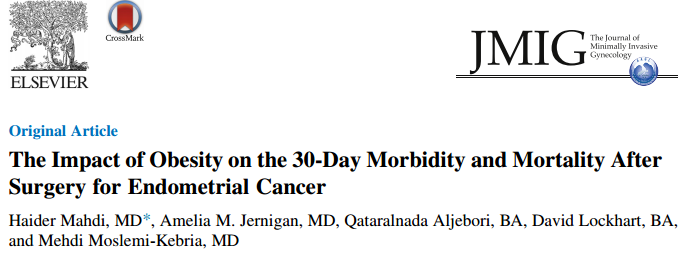 ELSEVIER
CrossMark
JMIG
The Journal of
Minimally Invasive
Gynecology
Original Article
The Impact of Obesity on the 30-Day Morbidity and Mortality After
Surgery for Endometrial Cancer
Haider Mahdi, MD*, Amelia M. Jernigan, MD, Qataralnada Aljebori, BA, David Lockhart, BA,
and Mehdi Moslemi-Kebria, MD